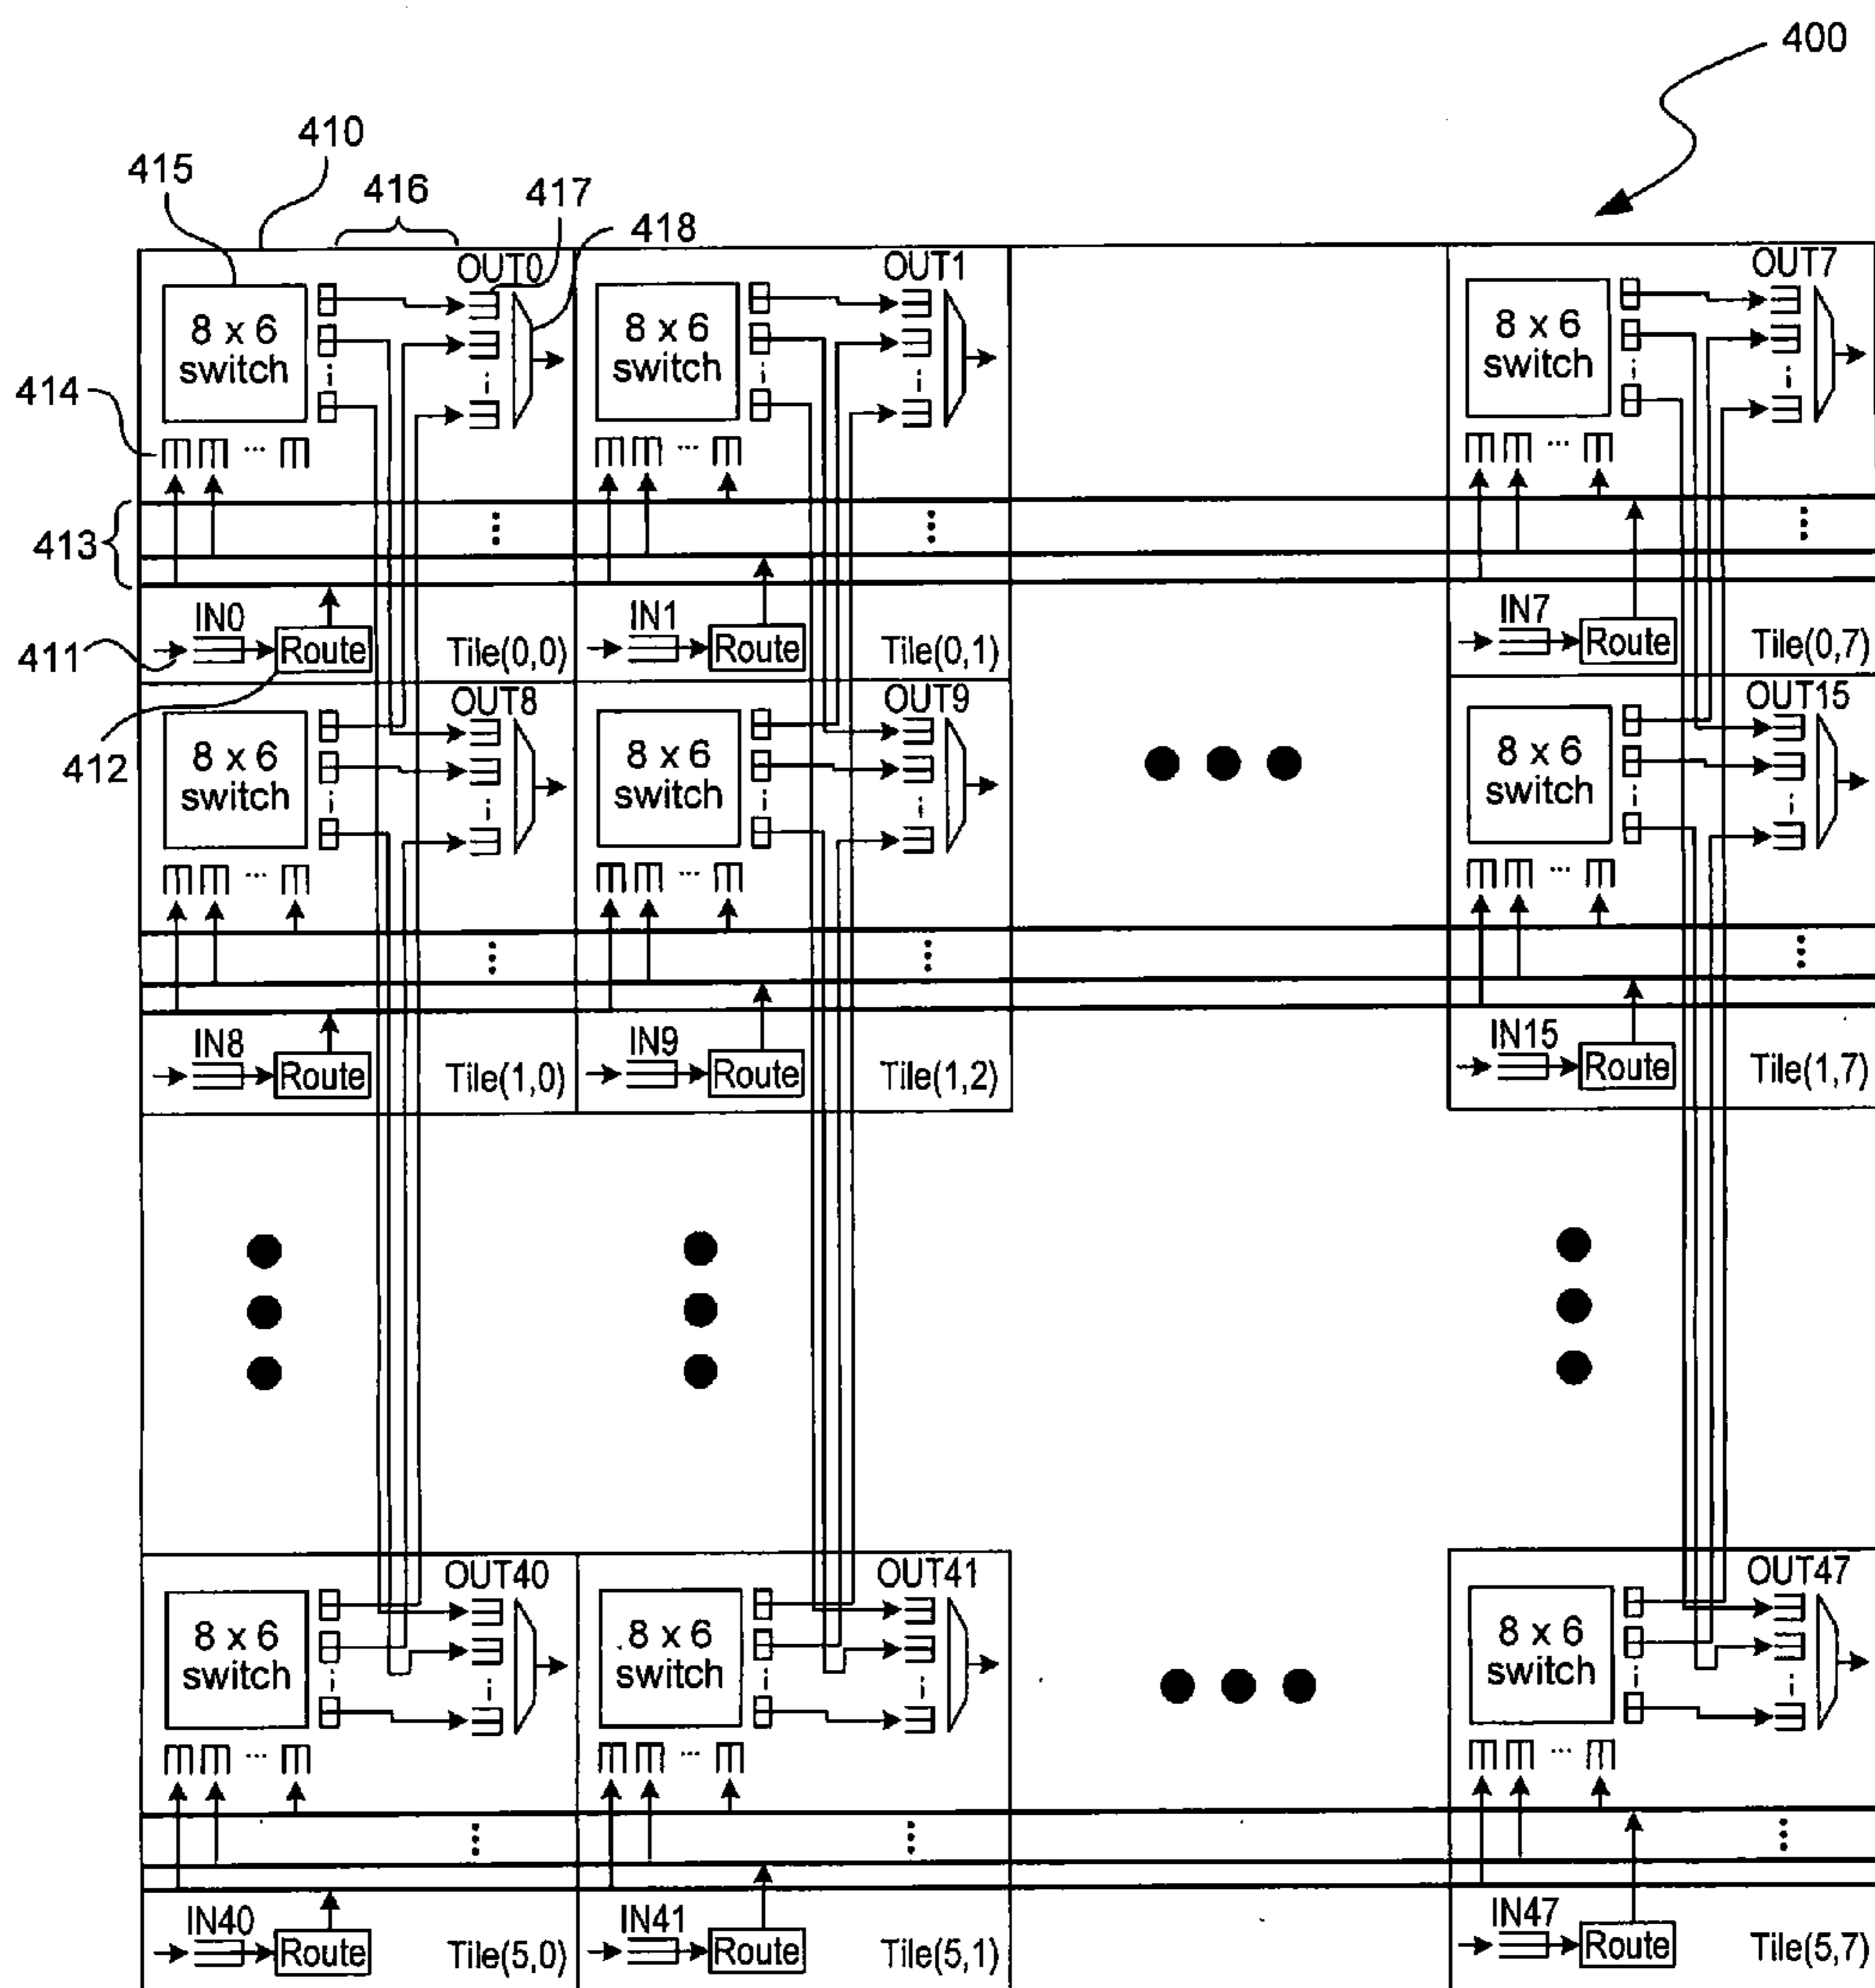 400
410
415
416
417
418
OUT0
OUT1
OUT7
8 x 6
switch
8 x 6
switch
8 x 6
switch
414
413
IN0
Route
Tile(0,0)
IN1
Route
Tile(0,1)
IN7
Route
Tile(0,7)
411
412
OUT8
OUT9
OUT15
8 x 6
switch
8 x 6
switch
8 x 6
switch
IN8
Route
Tile(1,0)
IN9
Route
Tile(1,2)
IN15
Route
Tile(1,7)
OUT40
OUT41
OUT47
8 x 6
switch
8 x 6
switch
8 x 6
switch
IN40
Route
Tile(5,0)
IN41
Route
Tile(5,1)
IN47
Route
Tile(5,7)